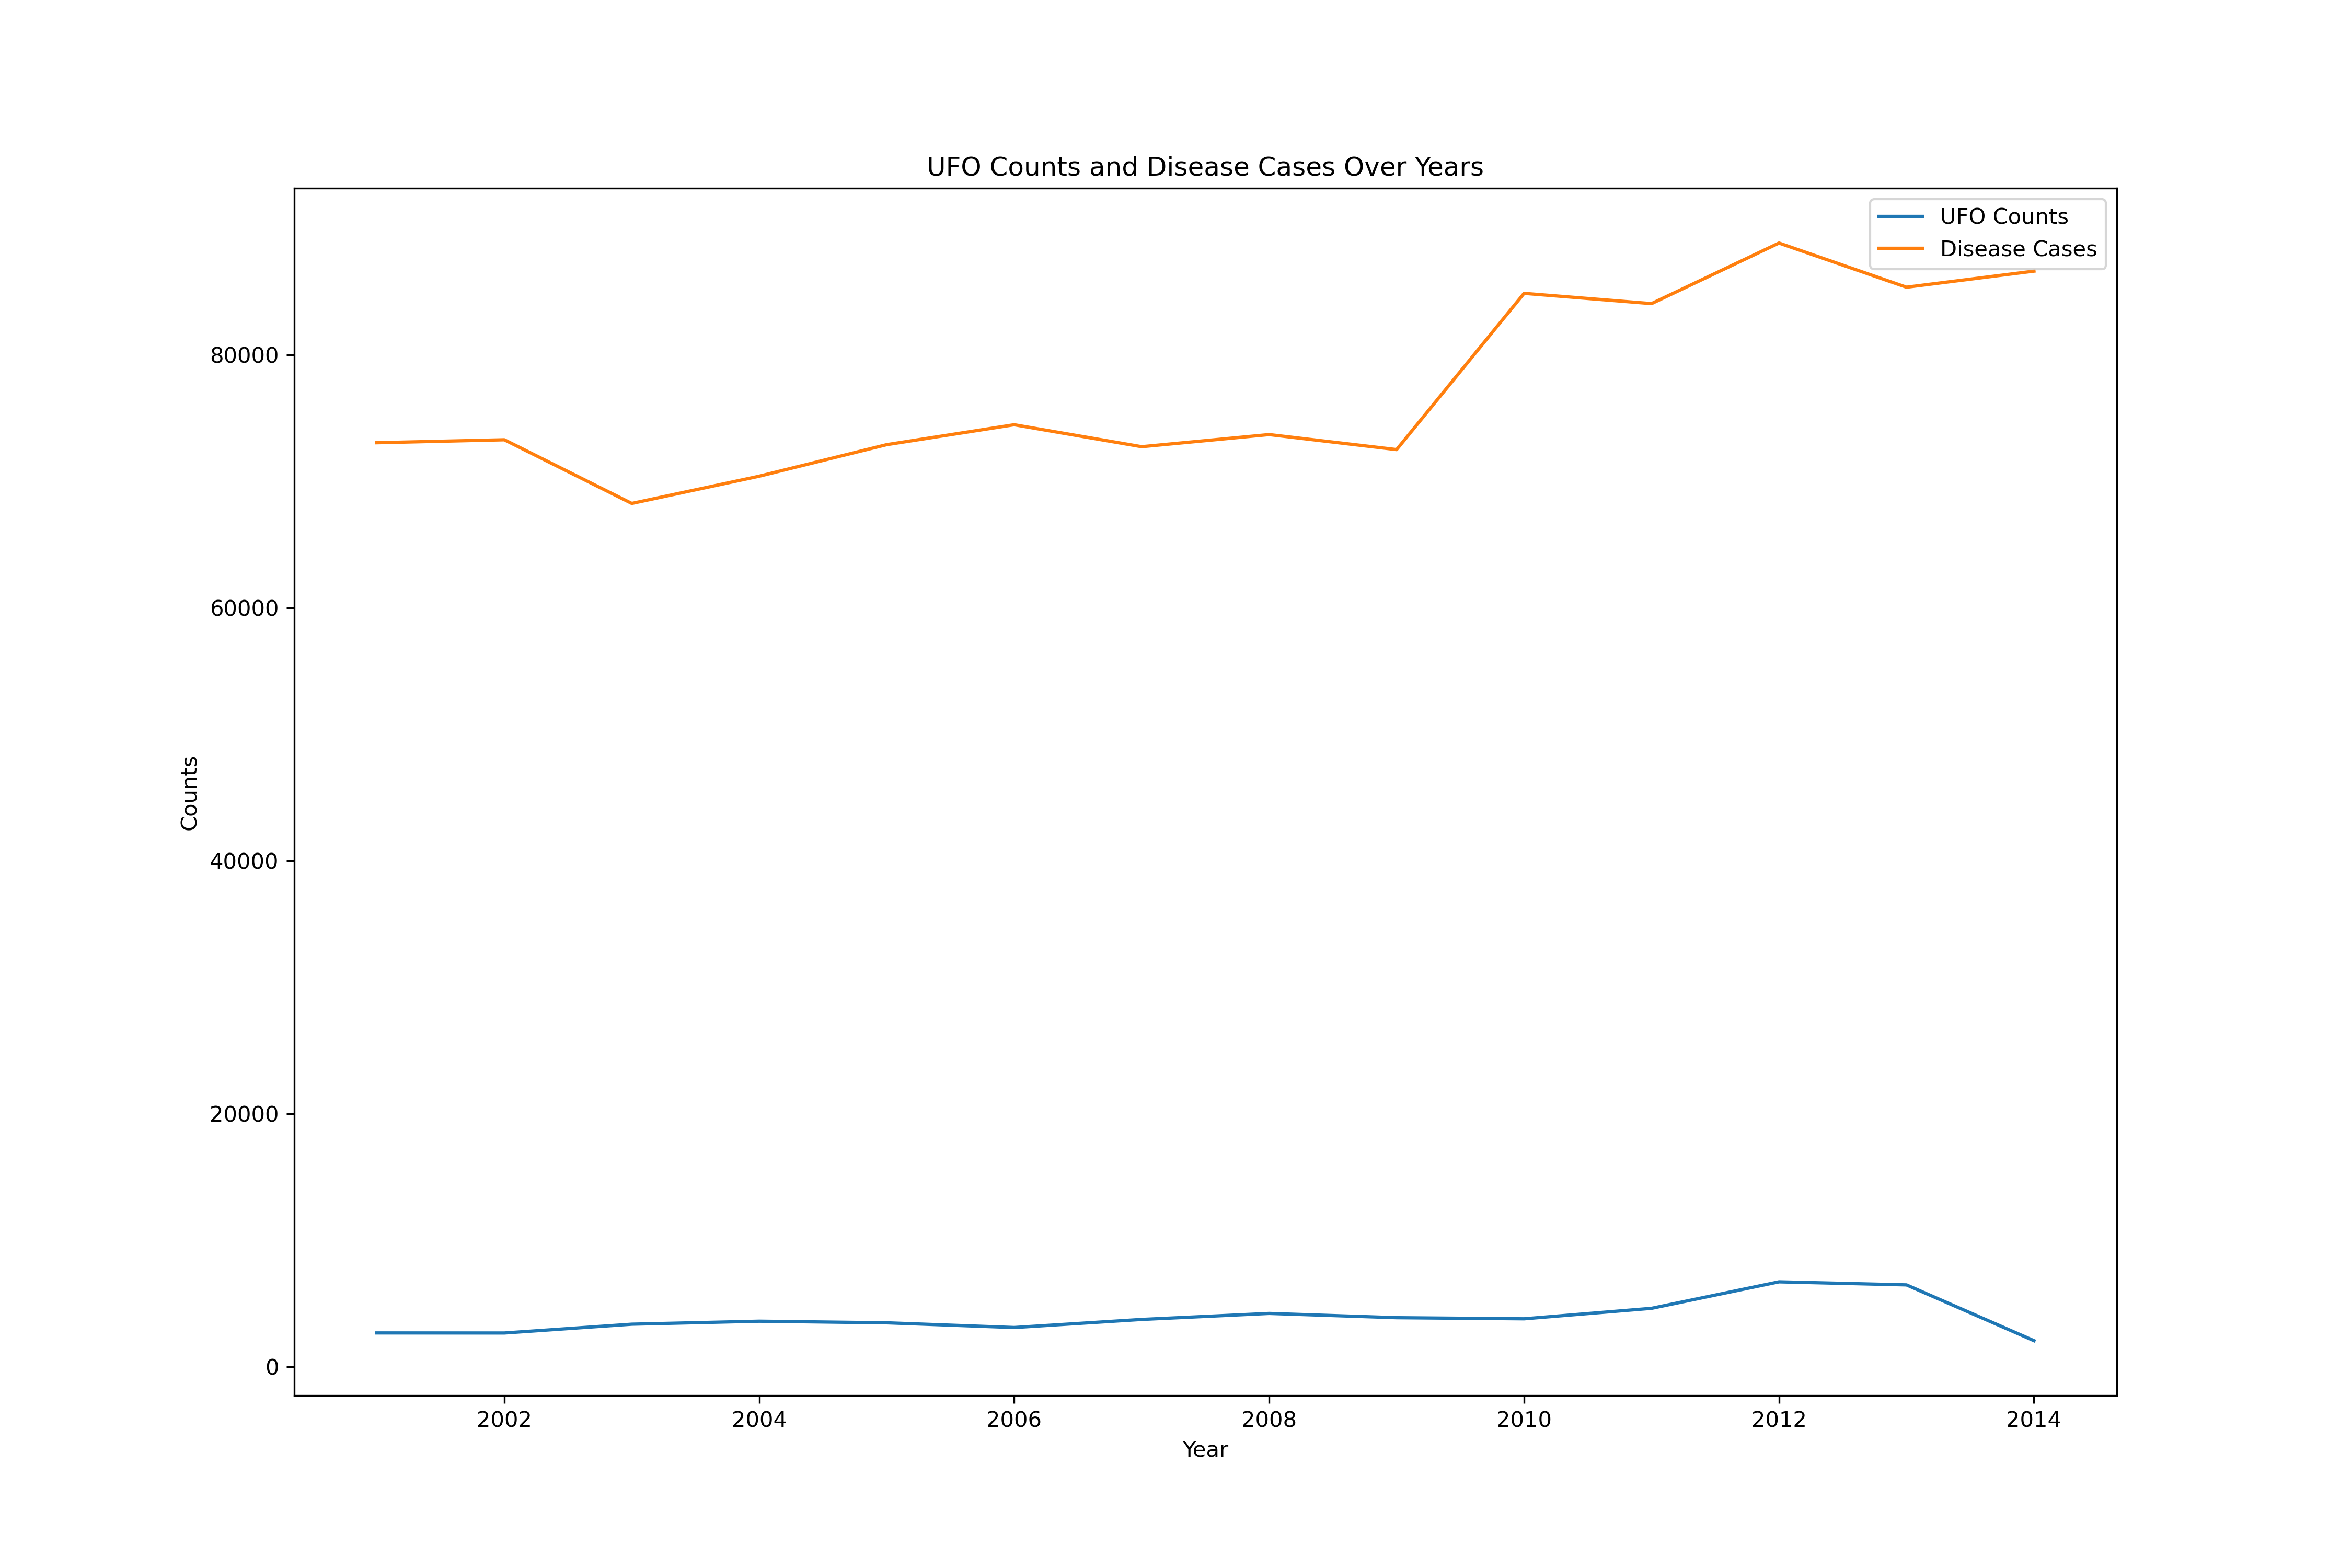 UFO Counts and Disease Cases Over Years
UFO Counts
Disease Cases
80000
60000
40000
20000
0
Counts
2002 2004 2006 2008 2010 2012 2014
Year